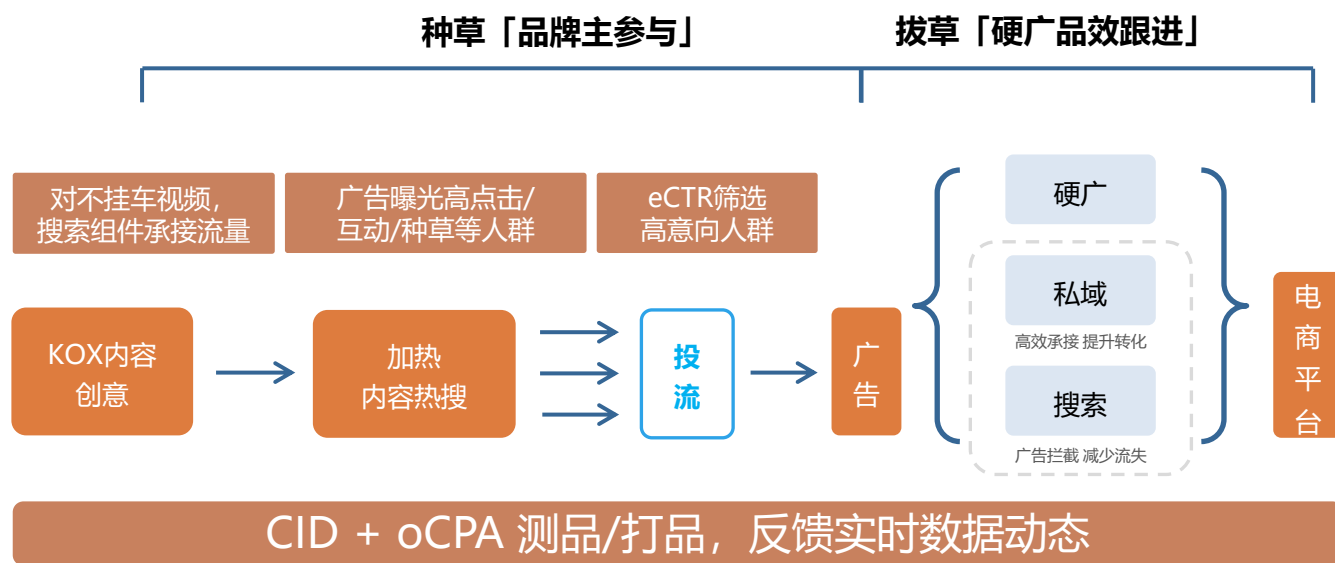 种草「品牌主参与」
拔草「硬广品效跟进」
对不挂车视频，
搜索组件承接流量
广告曝光高点击/
互动/种草等人群
eCTR筛选
高意向人群
KOX内容
创意
加热
内容热搜
投
流
广
告
硬广
私域
高效承接 提升转化
搜索
广告拦截 减少流失
电
商
平
台
CID + oCPA 测品/打品，反馈实时数据动态